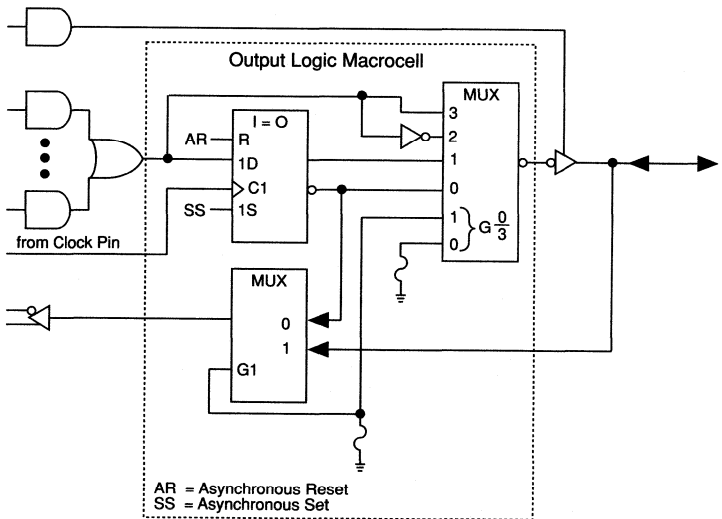 Output Logic Macrocell
MUX
I = O
3
AR
R
2
1D
1
C1
0
SS
1S
1
G 0/3
from Clock Pin
0
MUX
0
1
G1
AR = Asynchronous Reset
SS = Asynchronous Set